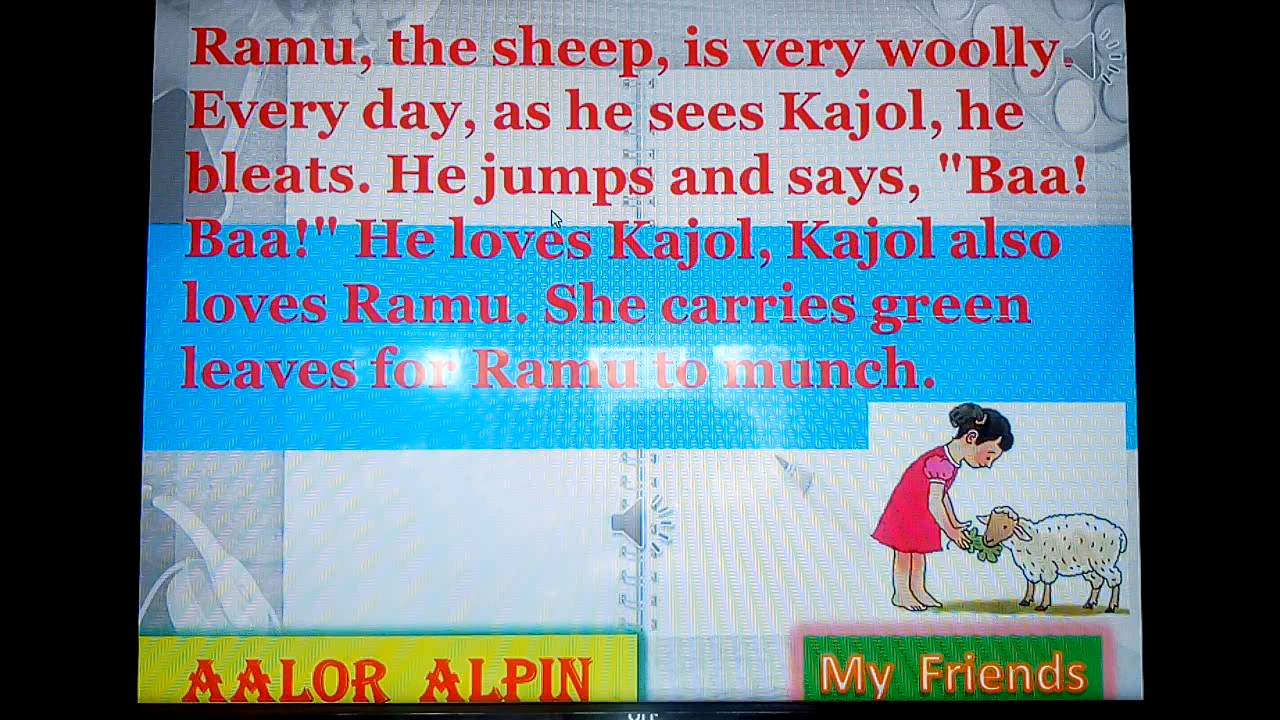 Ramu, the sheep, is very woolly.
Every day, as he sees Kajol, he
bleats. He jumps and says, "Baa!
Baa!" He loves Kajol, Kajol also
loves Ramu. She carries green
leaves for Ramu to munch.
AALOR ALPIN
My Friends